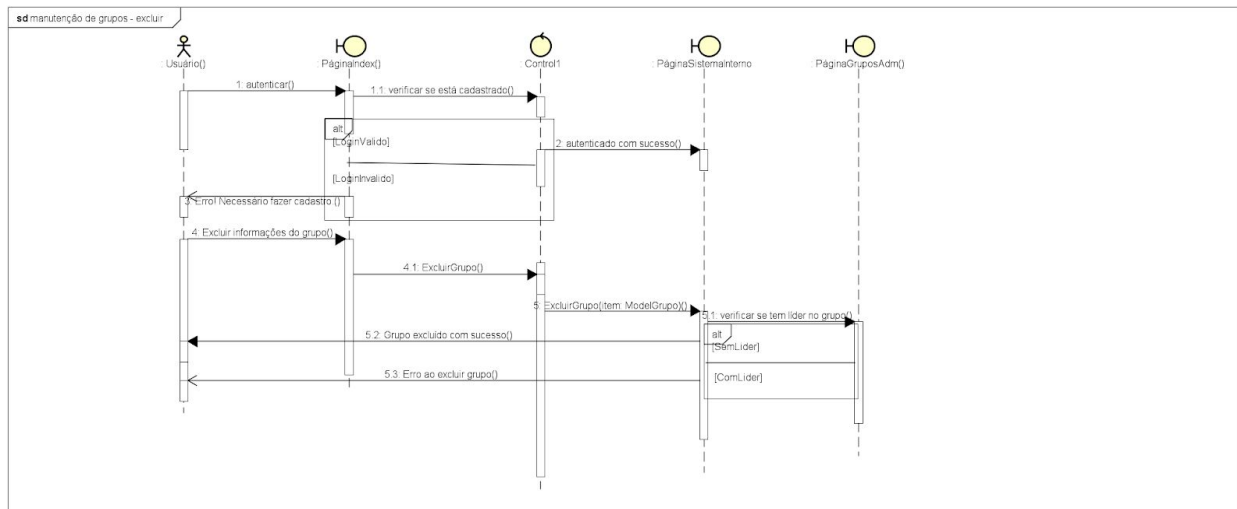 sd manutenção de grupos - excluir
: Usuário()
: PáginaIndex()
Control1
: PáginaSistemaInterno
: PáginaGruposAdm()
1: autenticar()
1.1: verificar se está cadastrado()
alt
[LoginValido]
2: autenticado com sucesso()
[LoginInvalido]
3: Erro! Necessário fazer cadastro.()
4: Excluir informações do grupo()
4.1: ExcluirGrupo()
5: ExcluirGrupo(item: ModelGrupo)()
5.1: verificar se tem líder no grupo()
alt
5.2: Grupo excluído com sucesso()
[SemLider]
5.3: Erro ao excluir grupo()
[ComLider]